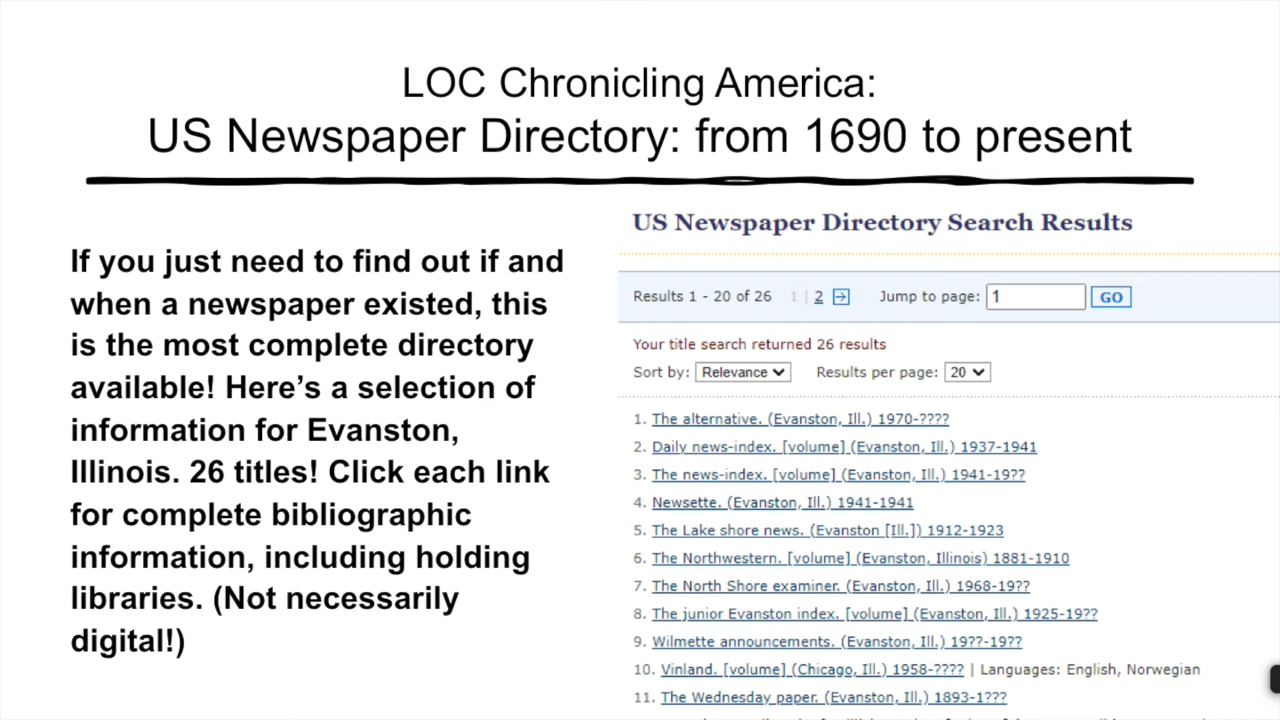 LOC Chronicling America:
US Newspaper Directory: from 1690 to present
If you just need to find out if and
when a newspaper existed, this
is the most complete directory
available! Here’s a selection of
information for Evanston,
Illinois. 26 titles! Click each link
for complete bibliographic
information, including holding
libraries. (Not necessarily
digital!)
US Newspaper Directory Search Results
Results 1 - 20 of 26 1 | 2 Jump to page: 1 GO
Your title search returned 26 results
Sort by: Relevance Results per page: 20
1. The alternative. (Evanston, Ill.) 1970-????
2. Daily news-index. [volume] (Evanston, Ill.) 1937-1941
3. The news-index. [volume] (Evanston, Ill.) 1941-19??
4. Newsette. (Evanston, Ill.) 1941-1941
5. The Lake shore news. (Evanston [Ill.]) 1912-1923
6. The Northwestern. [volume] (Evanston, Illinois) 1881-1910
7. The North Shore examiner. (Evanston, Ill.) 1968-19??
8. The junior Evanston index. [volume] (Evanston, Ill.) 1925-19??
9. Wilmette announcements. (Evanston, Ill.) 19??-19??
10. Vinland. [volume] (Chicago, Ill.) 1958-???? | Languages: English, Norwegian
11. The Wednesday paper. (Evanston, Ill.) 1893-1???